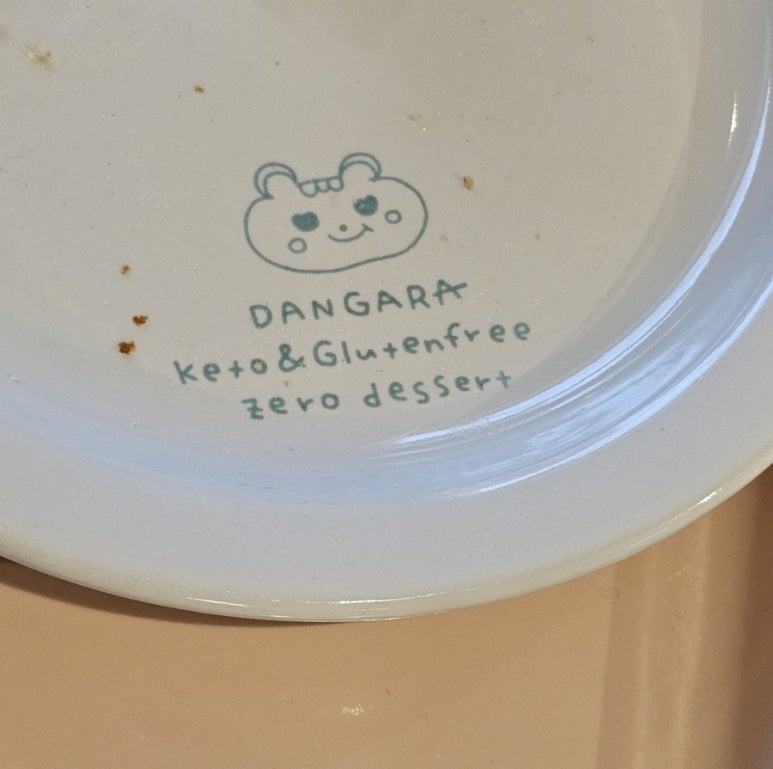 DANGARA
keto & Glutenfree
zero dessert